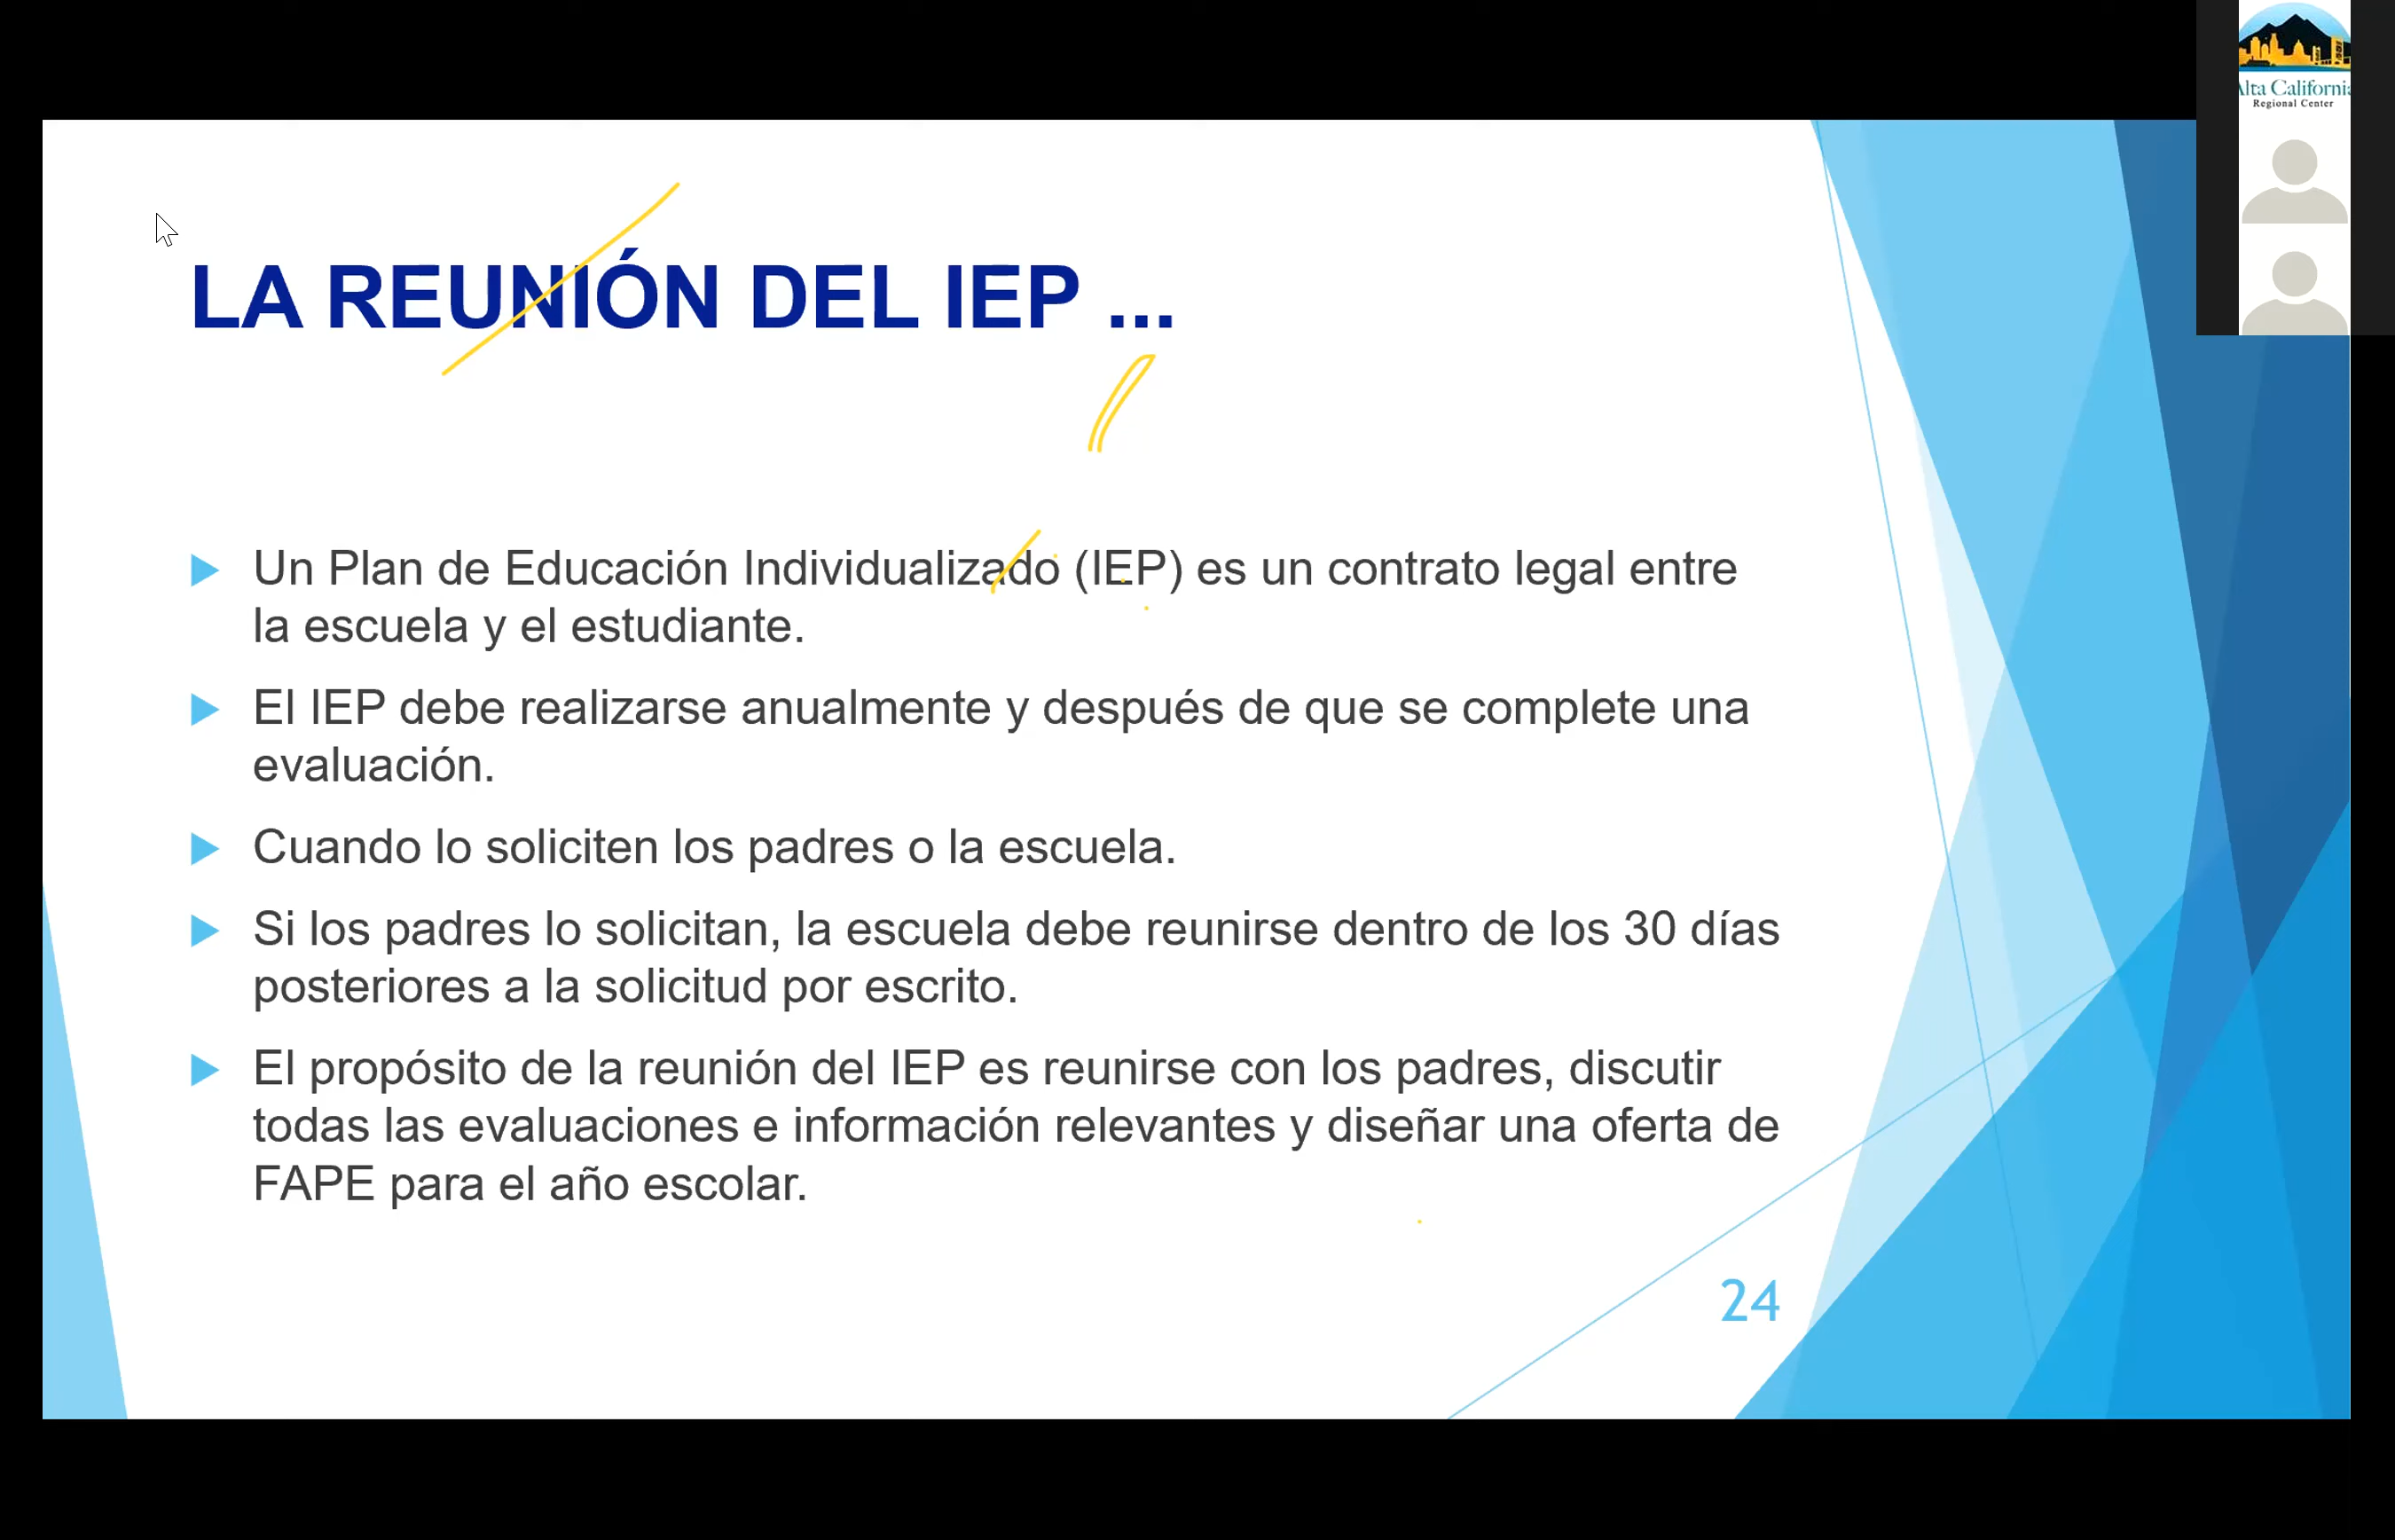 Alta California
Regional Center
LA REUNIÓN DEL IEP ...
Un Plan de Educación Individualizado (IEP) es un contrato legal entre
la escuela y el estudiante.
El IEP debe realizarse anualmente y después de que se complete una
evaluación.
Cuando lo soliciten los padres o la escuela.
Si los padres lo solicitan, la escuela debe reunirse dentro de los 30 días
posteriores a la solicitud por escrito.
El propósito de la reunión del IEP es reunirse con los padres, discutir
todas las evaluaciones e información relevantes y diseñar una oferta de
FAPE para el año escolar.
24